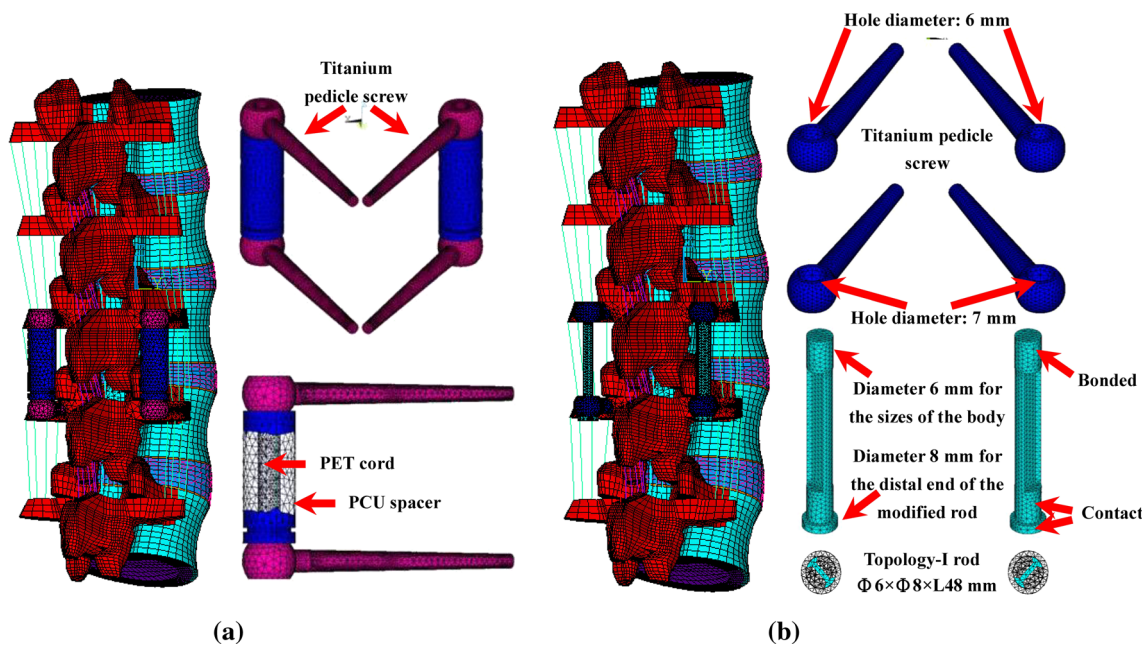 Titanium
pedicle screw
PET cord
PCU spacer
(a)
Hole diameter: 6 mm
Titanium pedicle
screw
Hole diameter: 7 mm
Diameter 6 mm for
the sizes of the body
Bonded
Diameter 8 mm for
the distal end of the
modified rod
Contact
Topology-I rod
Φ6×Φ8×L48 mm
(b)